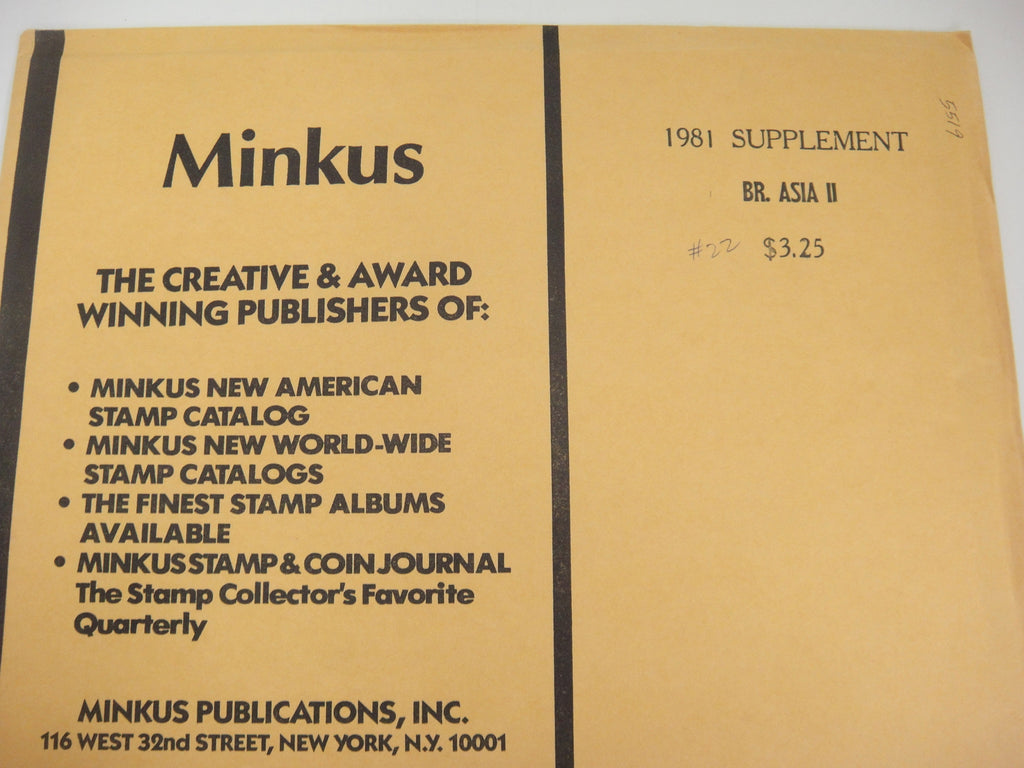 Minkus
THE CREATIVE & AWARD
WINNING PUBLISHERS OF:
• MINKUS NEW AMERICAN
STAMP CATALOG
• MINKUS NEW WORLD-WIDE
STAMP CATALOGS
• THE FINEST STAMP ALBUMS
AVAILABLE
• MINKUS STAMP & COIN JOURNAL
The Stamp Collector's Favorite
Quarterly
MINKUS PUBLICATIONS, INC.
116 WEST 32nd STREET, NEW YORK, N.Y. 10001
1981 SUPPLEMENT
BR. ASIA II
#22 $3.25